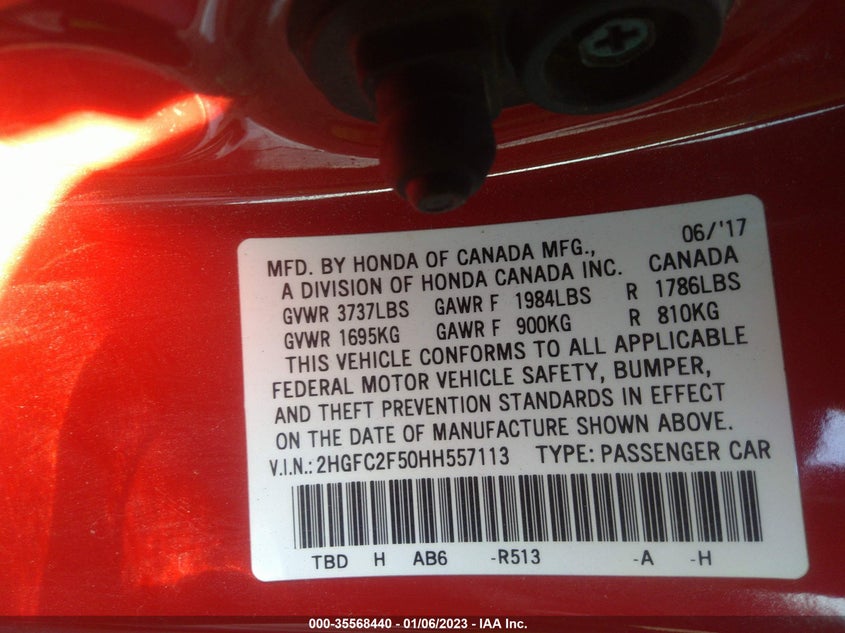 06/'17
MFD. BY HONDA OF CANADA MFG.,
A DIVISION OF HONDA CANADA INC. CANADA
GVWR 3737LBS GAWR F 1984LBS R 1786LBS
GVWR 1695KG GAWR F 900KG R 810KG
THIS VEHICLE CONFORMS TO ALL APPLICABLE
FEDERAL MOTOR VEHICLE SAFETY, BUMPER,
AND THEFT PREVENTION STANDARDS IN EFFECT
ON THE DATE OF MANUFACTURE SHOWN ABOVE.
V.I.N.: 2HGFC2F50HH557113 TYPE: PASSENGER CAR
TBD H AB6 -R513 -A -H
000-35568440 - 01/06/2023 - IAA Inc.